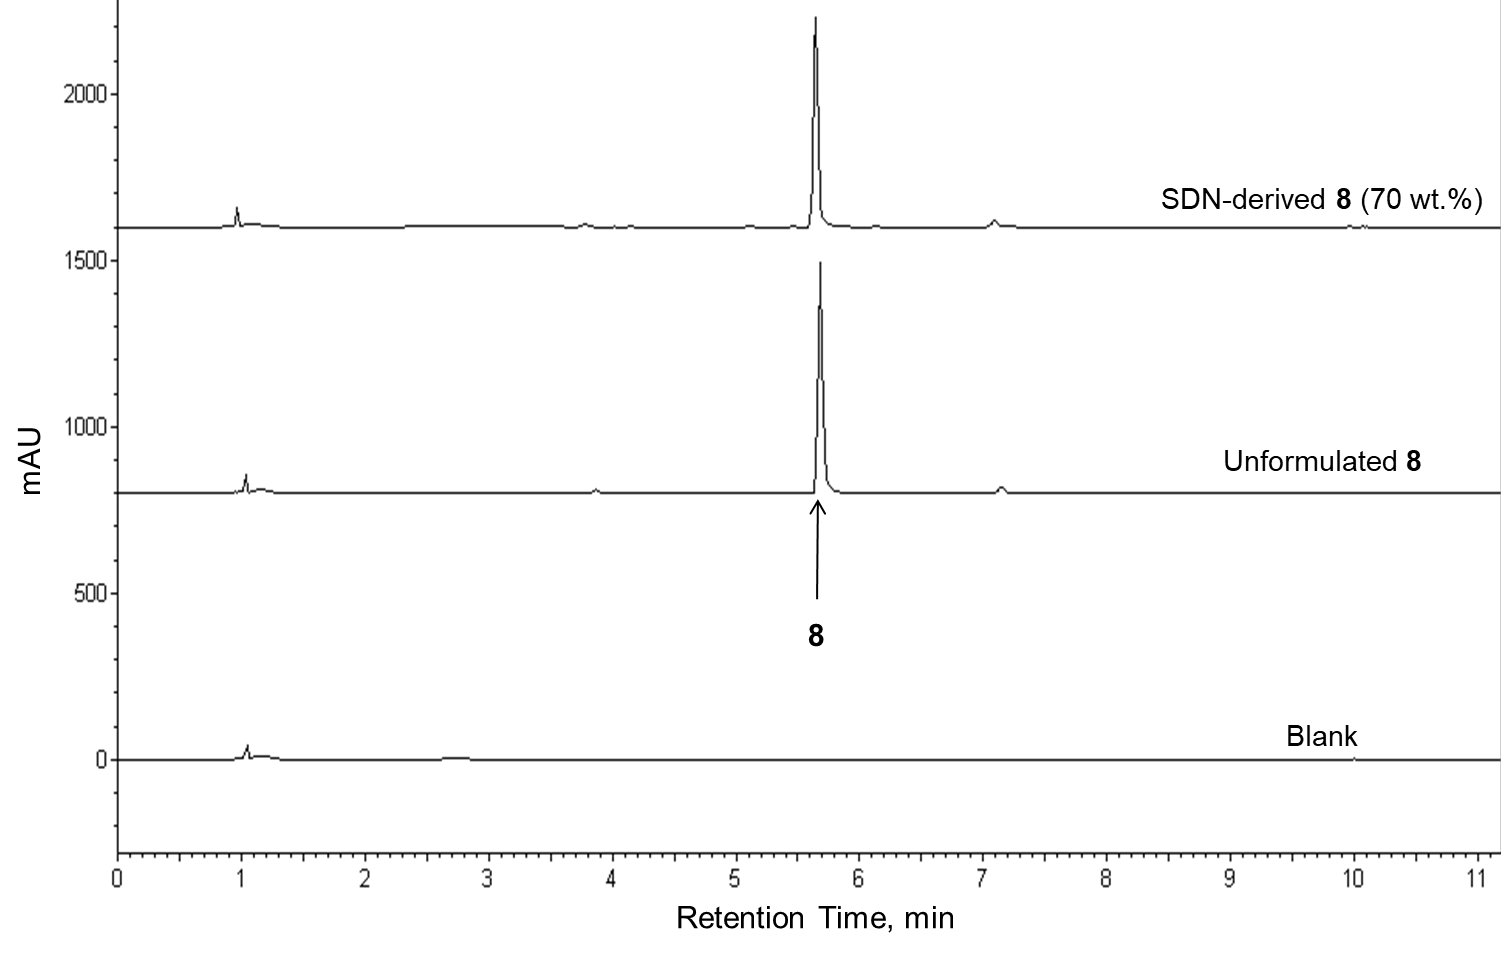 2000
SDN-derived 8 (70 wt.%)
1500
1000
Unformulated 8
mAU
500
8
Blank
0
0 1 2 3 4 5 6 7 8 9 10 11
Retention Time, min